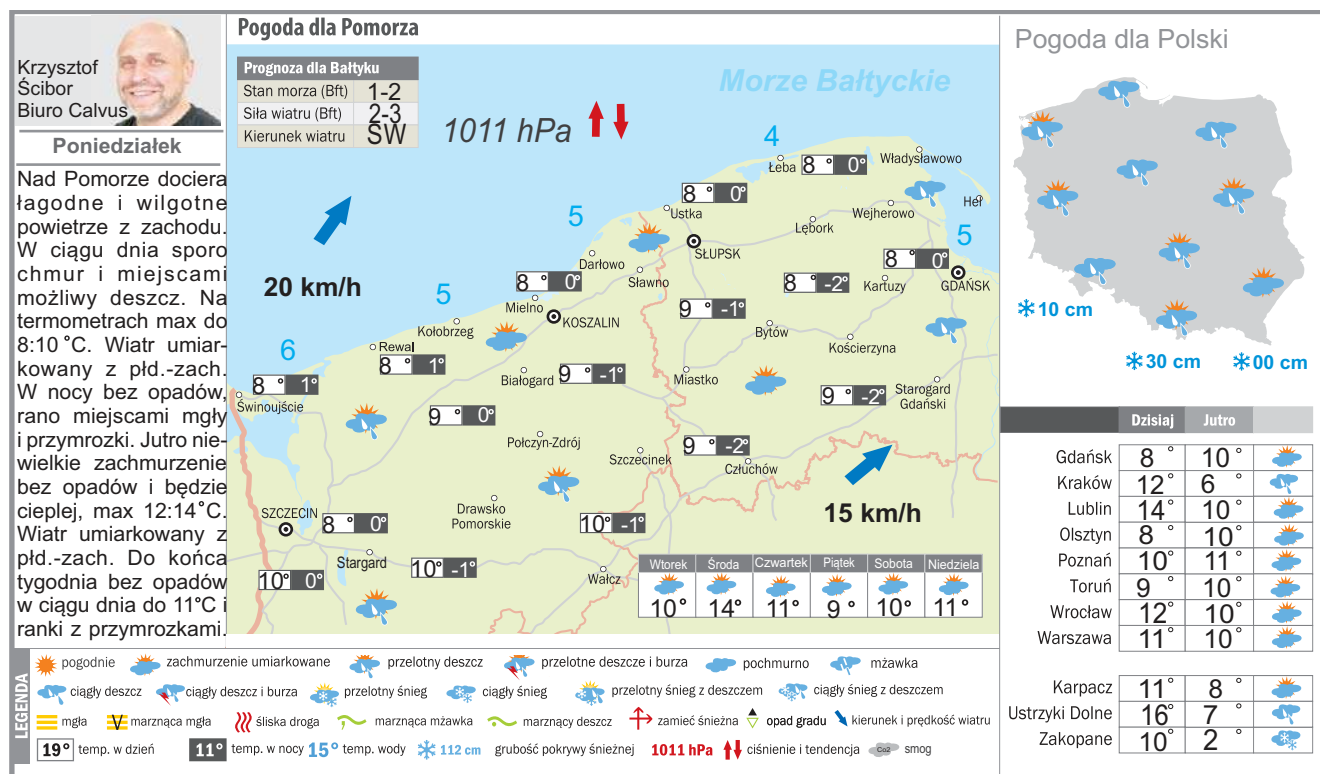 Krzysztof
Ścibor
Biuro Calvus
Poniedziałek
Nad Pomorze dociera
łagodne i wilgotne
powietrze z zachodu.
W ciągu dnia sporo
chmur i miejscami
możliwy deszcz. Na
termometrach max do
8:10 °C. Wiatr umiar-
kowany z płd.-zach.
W nocy bez opadów,
rano miejscami mgły
i przymrozki. Jutro nie-
wielkie zachmurzenie
bez opadów i będzie
cieplej, max 12:14°C.
Wiatr umiarkowany z
płd.-zach. Do końca
tygodnia bez opadów
w ciągu dnia do 11°C i
ranki z przymrozkami.
Pogoda dla Pomorza
Prognoza dla Bałtyku
Stan morza (Bft) 1-2
Siła wiatru (Bft) 2-3
Kierunek wiatru SW
Morze Bałtyckie
1011 hPa
4
Łeba 8 ° 0°
Władysławowo
8 ° 0°
Ustka
Wejherowo
Hel
5
Lębork
5
SŁUPSK
Darłowo
8 ° 0°
20 km/h
8 ° 0°
Sławno
8 ° -2°
Kartuzy
GDAŃSK
5
Mielno
KOSZALIN
9 ° -1°
Bytów
Kołobrzeg
Kościerzyna
6
Rewal
8 ° 1°
8 ° 1°
Białogard
9 ° -1°
Miastko
Starogard
Gdański
9 ° -2°
Świnoujście
9 ° 0°
Połczyn-Zdrój
Szczecinek
9 ° -2°
Człuchów
Drawsko
Pomorskie
SZCZECIN
8 ° 0°
10° -1°
15 km/h
Stargard
10° -1°
10° 0°
Wałcz
Wtorek Środa Czwartek Piątek Sobota Niedziela
10° 14° 11° 9 ° 10° 11°
Pogoda dla Polski
10 cm
30 cm
00 cm
Dzisiaj Jutro
Gdańsk 8 ° 10 °
Kraków 12° 6 °
Lublin 14° 10 °
Olsztyn 8 ° 10°
Poznań 10° 11 °
Toruń 9 ° 10 °
Wrocław 12° 10°
Warszawa 11° 10 °
Karpacz 11° 8 °
Ustrzyki Dolne 16° 7 °
Zakopane 10° 2 °
LEGENDA
pogodnie zachmurzenie umiarkowane przelotny deszcz przelotne deszcze i burza pochmurno mżawka
ciągły deszcz ciągły deszcz i burza przelotny śnieg ciągły śnieg przelotny śnieg z deszczem ciągły śnieg z deszczem
mgła marznąca mgła śliska droga marznąca mżawka marznący deszcz zamieć śnieżna opad gradu kierunek i prędkość wiatru
19° temp. w dzień 11° temp. w nocy 15° temp. wody 112 cm grubość pokrywy śnieżnej 1011 hPa ciśnienie i tendencja Co2 smog